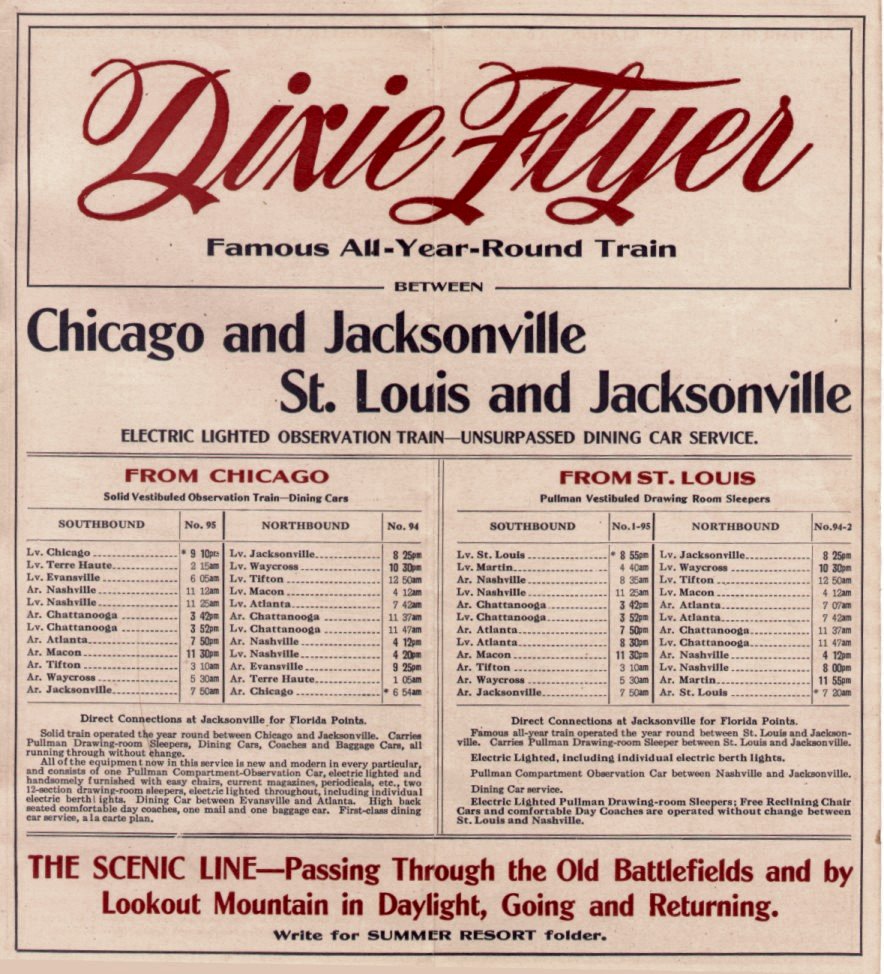 Dixie Flyer
Famous All-Year-Round Train
BETWEEN
Chicago and Jacksonville
St. Louis and Jacksonville
ELECTRIC LIGHTED OBSERVATION TRAIN—UNSURPASSED DINING CAR SERVICE.
FROM CHICAGO
Solid Vestibuled Observation Train—Dining Cars
SOUTHBOUND No. 95 NORTHBOUND No. 94
Lv. Chicago * 9 10pm Lv. Jacksonville 8 25pm
Lv. Terre Haute 2 15am Lv. Waycross 10 30pm
Lv. Evansville 6 05am Lv. Tifton 12 50am
Ar. Nashville 11 12am Lv. Macon 4 12am
Lv. Nashville 11 25am Lv. Atlanta 7 42am
Ar. Chattanooga 3 42pm Ar. Chattanooga 11 37am
Lv. Chattanooga 3 52pm Lv. Chattanooga 11 47am
Ar. Atlanta 7 50pm Ar. Nashville 4 12pm
Ar. Macon 11 30pm Lv. Nashville 4 20pm
Ar. Tifton 3 10am Ar. Evansville 9 25pm
Ar. Waycross 5 30am Ar. Terre Haute 1 05am
Ar. Jacksonville 7 50am Ar. Chicago * 6 54am
Direct Connections at Jacksonville for Florida Points.
Solid train operated the year round between Chicago and Jacksonville. Carries
Pullman Drawing-room Sleepers, Dining Cars, Coaches and Baggage Cars, all
running through without change.
All of the equipment now in this service is new and modern in every particular,
and consists of one Pullman Compartment-Observation Car, electric lighted and
handsomely furnished with easy chairs, current magazines, periodicals, etc., two
12-section drawing-room sleepers, electric lighted throughout, including individual
electric berth lights. Dining Car between Evansville and Atlanta. High back
seated comfortable day coaches, one mail and one baggage car. First-class dining
car service, a la carte plan.
FROM ST. LOUIS
Pullman Vestibuled Drawing Room Sleepers
SOUTHBOUND No.1-95 NORTHBOUND No.94-2
Lv. St. Louis * 8 55pm Lv. Jacksonville 8 25pm
Lv. Martin 4 40am Lv. Waycross 10 30pm
Ar. Nashville 8 35am Lv. Tifton 12 50am
Lv. Nashville 11 25am Lv. Macon 4 12am
Ar. Chattanooga 3 42pm Ar. Atlanta 7 07am
Lv. Chattanooga 3 52pm Lv. Atlanta 7 42am
Ar. Atlanta 7 50pm Ar. Chattanooga 11 37am
Lv. Atlanta 8 30pm Lv. Chattanooga 11 47am
Ar. Macon 11 30pm Ar. Nashville 4 12pm
Ar. Tifton 3 10am Lv. Nashville 8 00pm
Ar. Waycross 5 30am Ar. Martin 11 55pm
Ar. Jacksonville 7 50am Ar. St. Louis * 7 20am
Direct Connections at Jacksonville for Florida Points.
Famous all-year train operated the year round between St. Louis and Jackson-
ville. Carries Pullman Drawing-room Sleeper between St. Louis and Jacksonville.
Electric Lighted, including individual electric berth lights.
Pullman Compartment Observation Car between Nashville and Jacksonville.
Dining Car service.
Electric Lighted Pullman Drawing-room Sleepers; Free Reclining Chair
Cars and comfortable Day Coaches are operated without change between
St. Louis and Nashville.
THE SCENIC LINE—Passing Through the Old Battlefields and by
Lookout Mountain in Daylight, Going and Returning.
Write for SUMMER RESORT folder.